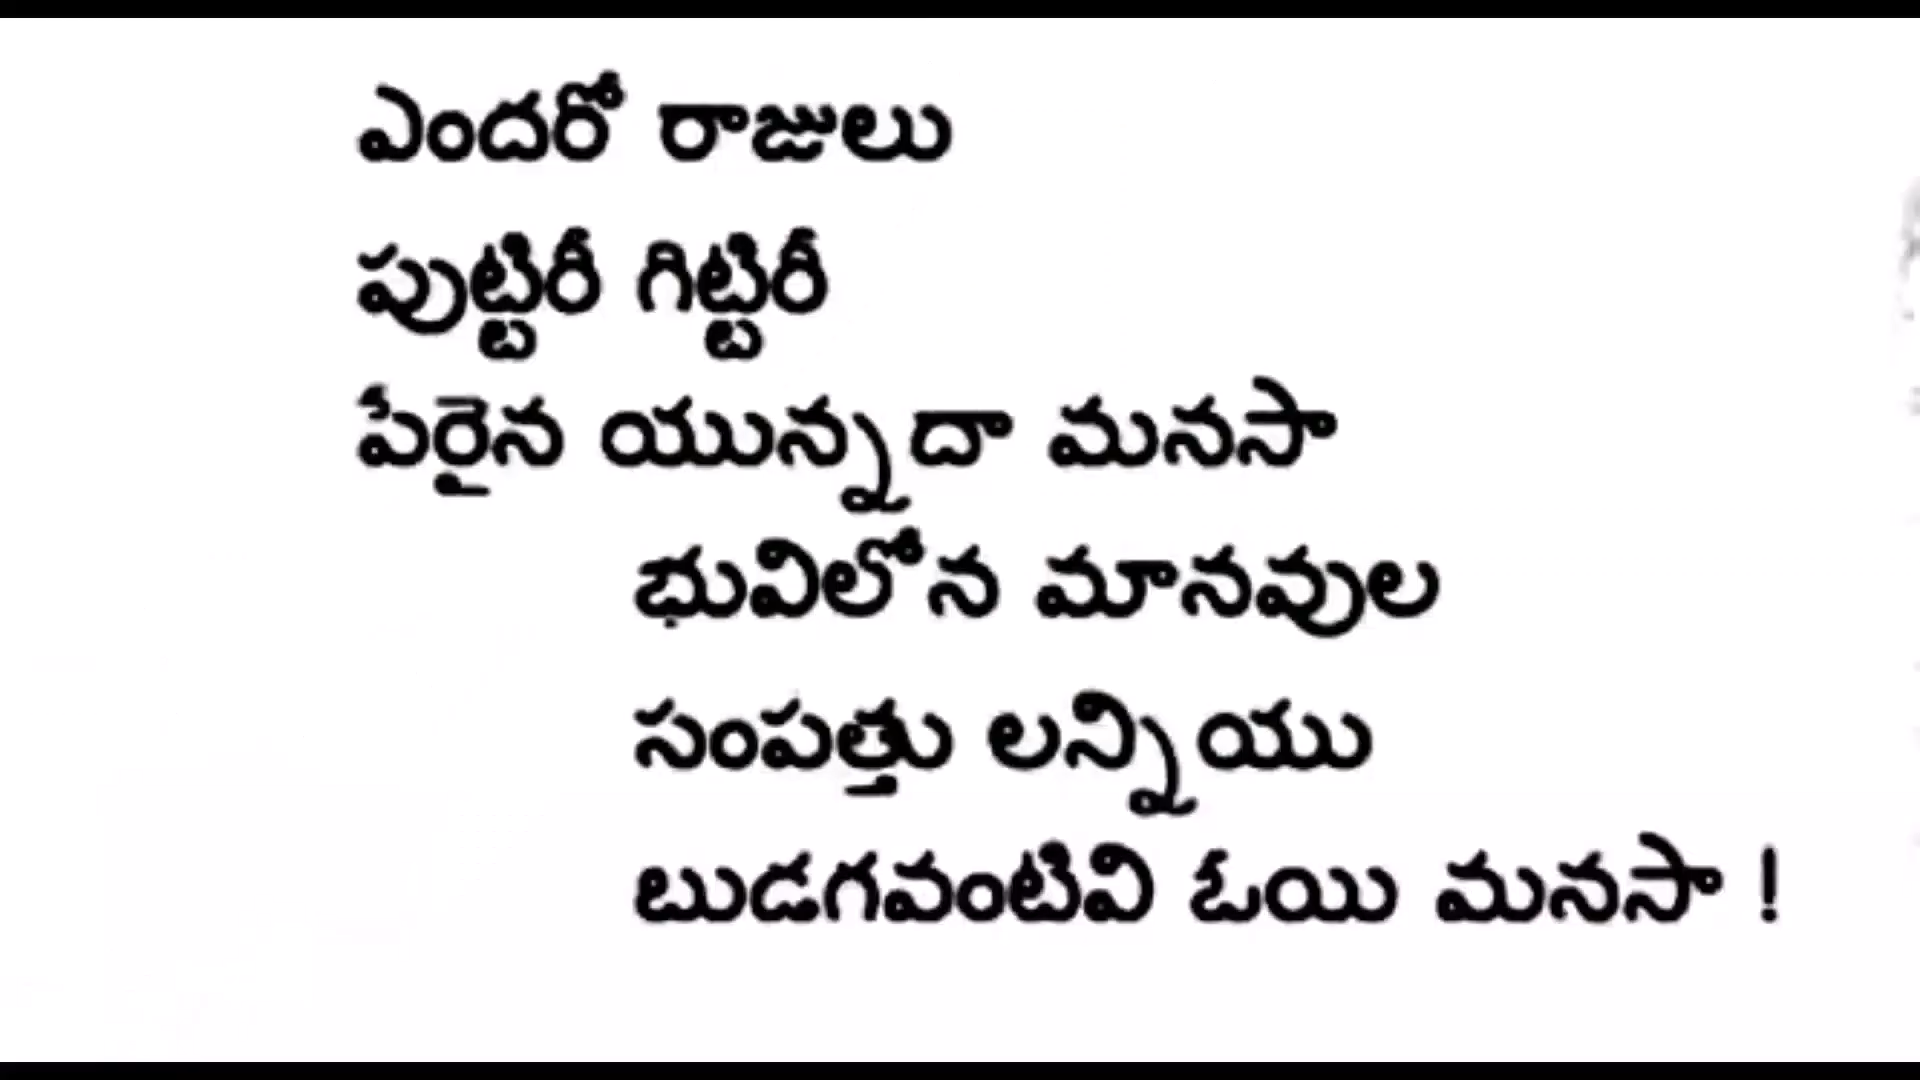 ఎందరో రాజులు
పుట్టిరీ గిట్టిరీ
పేరైన యున్నదా మనసా
భువిలోన మానవుల
సంపత్తు లన్నియు
బుడగవంటివి ఓయి మనసా !